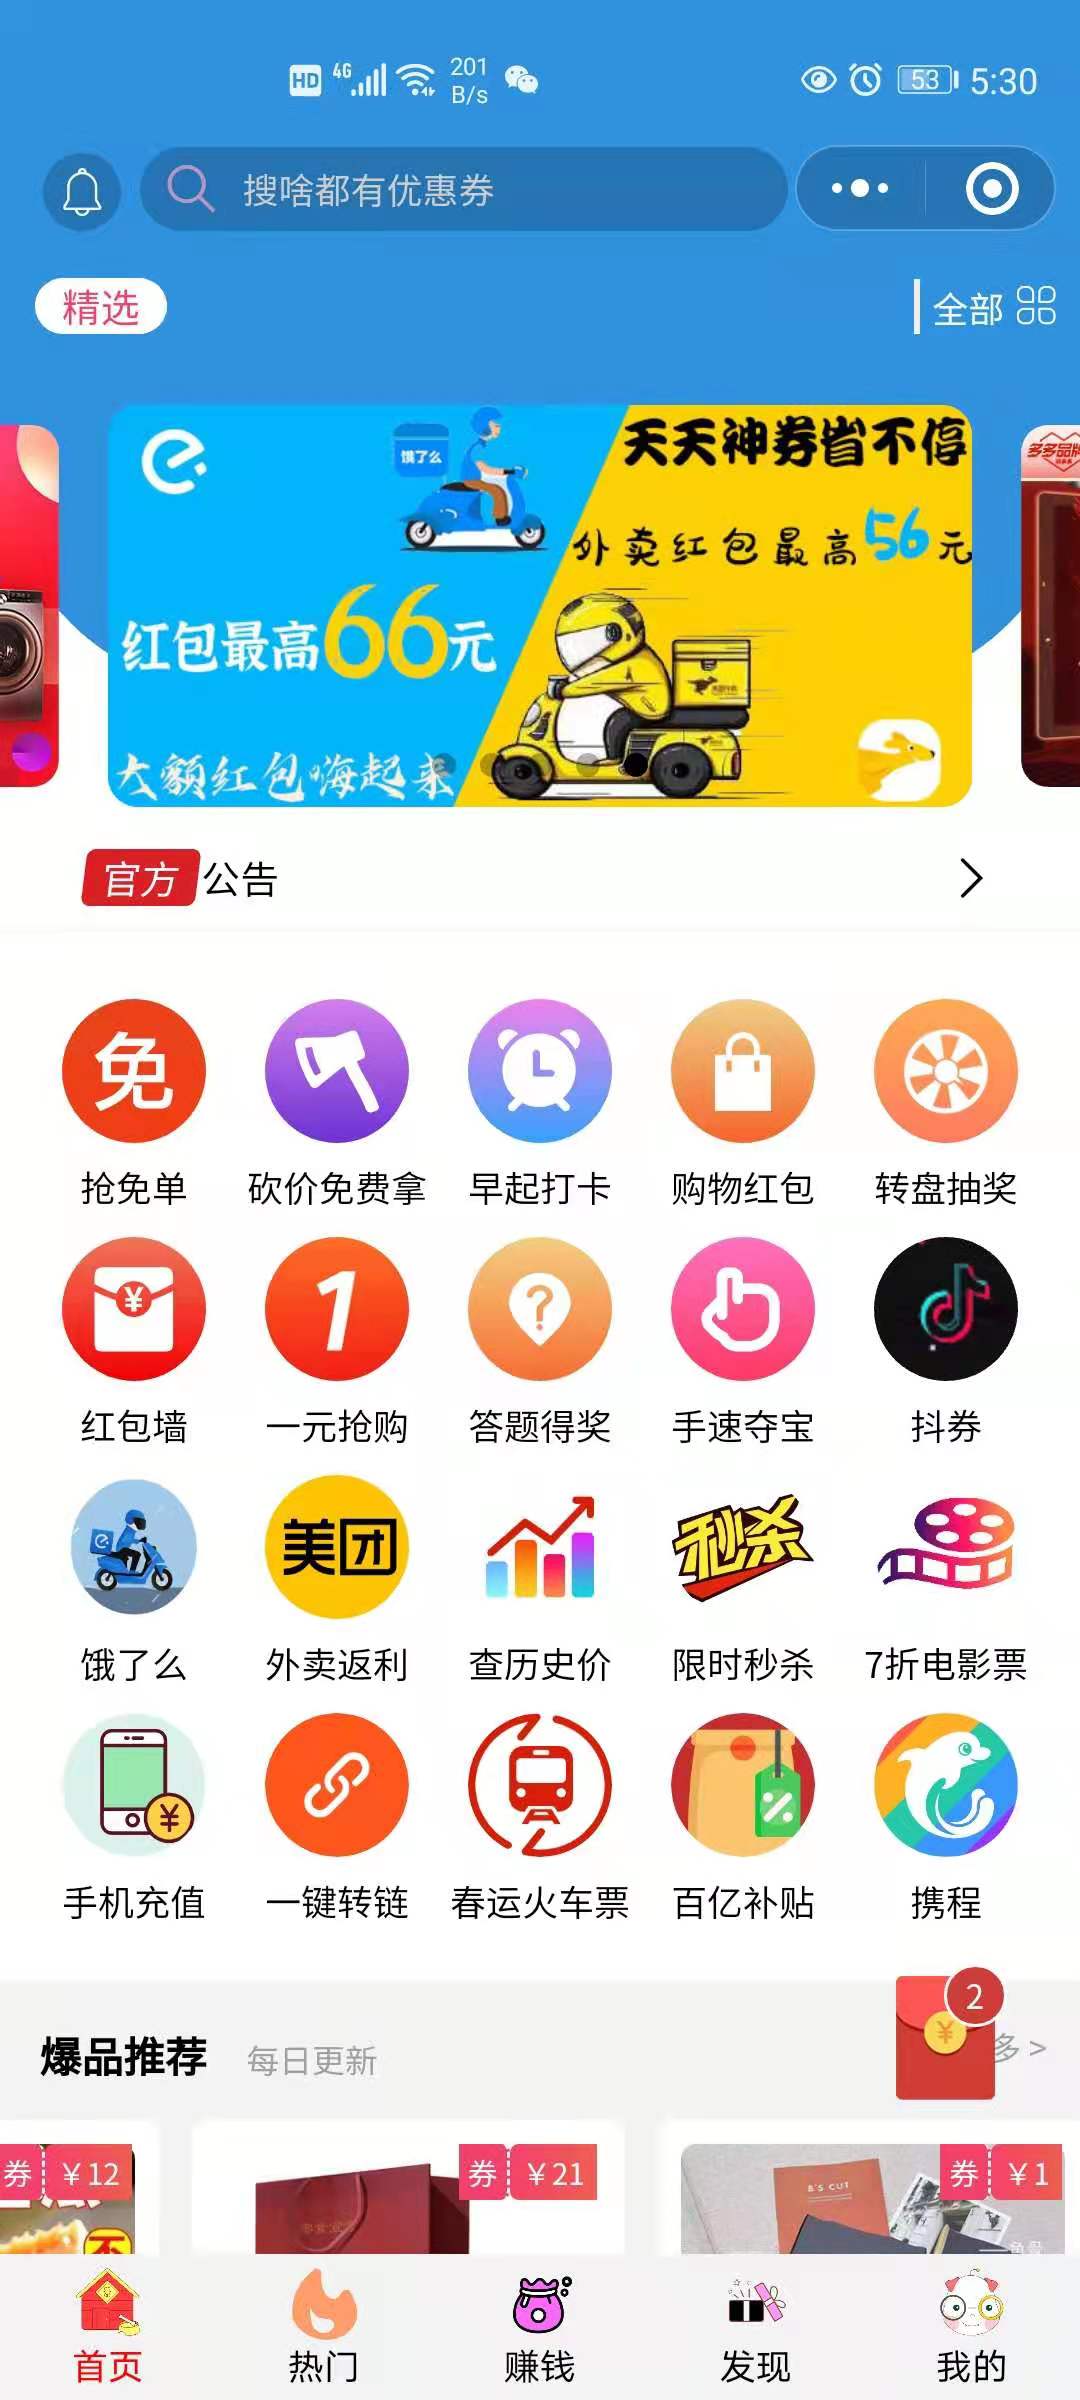 HD 4G 201 B/s 53 5:30
搜啥都有优惠券
精选 全部
饿了么
天天神券省不停
外卖红包最高56元
红包最高66元
大额红包嗨起来
多多品牌
官方 公告
免
抢免单 砍价免费拿 早起打卡 购物红包 转盘抽奖
¥ 1 ?
红包墙 一元抢购 答题得奖 手速夺宝 抖券
美团 秒杀
饿了么 外卖返利 查历史价 限时秒杀 7折电影票
¥ %
手机充值 一键转链 春运火车票 百亿补贴 携程
爆品推荐 每日更新 ¥ 2 多 >
券 ¥12 券 ¥21 券 ¥1
B'S CUT
首页 热门 赚钱 发现 我的